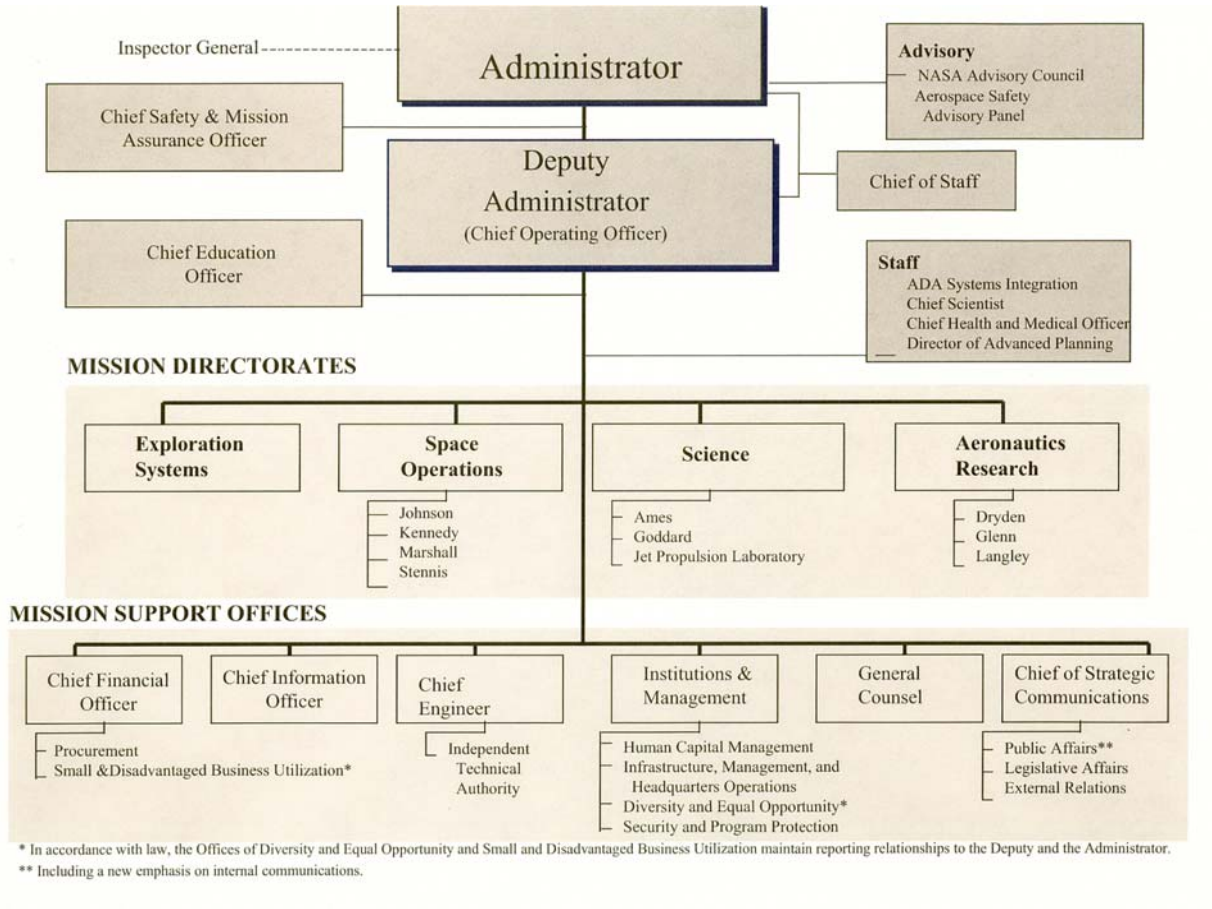 Inspector General
Administrator
Advisory
NASA Advisory Council
Aerospace Safety
Advisory Panel
Chief Safety & Mission
Assurance Officer
Deputy
Administrator
(Chief Operating Officer)
Chief of Staff
Chief Education
Officer
Staff
ADA Systems Integration
Chief Scientist
Chief Health and Medical Officer
Director of Advanced Planning
MISSION DIRECTORATES
Exploration
Systems
Space
Operations
Johnson
Kennedy
Marshall
Stennis
Science
Ames
Goddard
Jet Propulsion Laboratory
Aeronautics
Research
Dryden
Glenn
Langley
MISSION SUPPORT OFFICES
Chief Financial
Officer
Procurement
Small &Disadvantaged Business Utilization*
Chief Information
Officer
Chief
Engineer
Independent
Technical
Authority
Institutions &
Management
Human Capital Management
Infrastructure, Management, and
Headquarters Operations
Diversity and Equal Opportunity*
Security and Program Protection
General
Counsel
Chief of Strategic
Communications
Public Affairs**
Legislative Affairs
External Relations
* In accordance with law, the Offices of Diversity and Equal Opportunity and Small and Disadvantaged Business Utilization maintain reporting relationships to the Deputy and the Administrator.
** Including a new emphasis on internal communications.